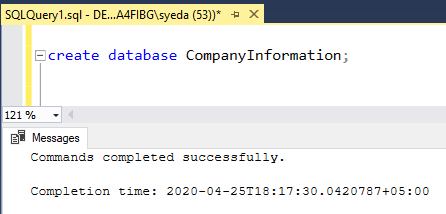 SQLQuery1.sql - DE...A4FIBG\syeda (53))*
create database CompanyInformation;
121 %
Messages
Commands completed successfully.
Completion time: 2020-04-25T18:17:30.0420787+05:00